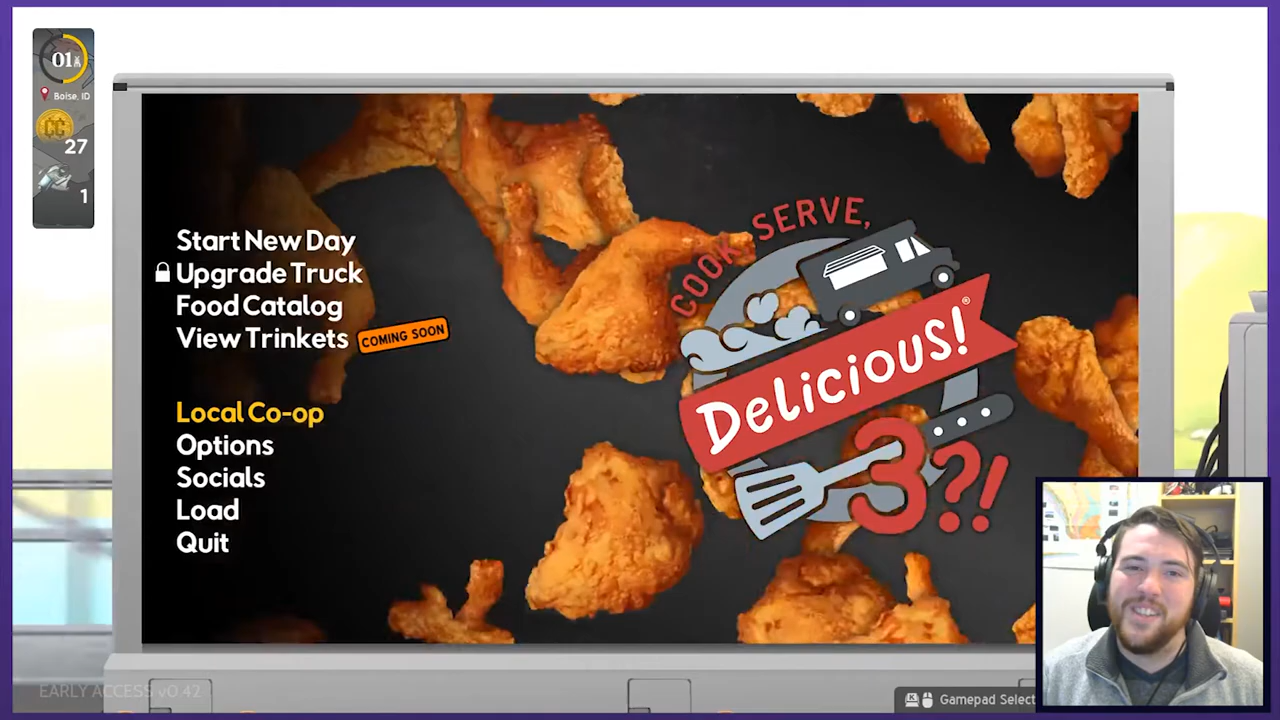 01
Boise, ID
27
1
COOK, SERVE,
Delicious!®
3?!
Start New Day
Upgrade Truck
Food Catalog
View Trinkets
COMING SOON
Local Co-op
Options
Socials
Load
Quit
EARLY ACCESS v0.42
Gamepad Select